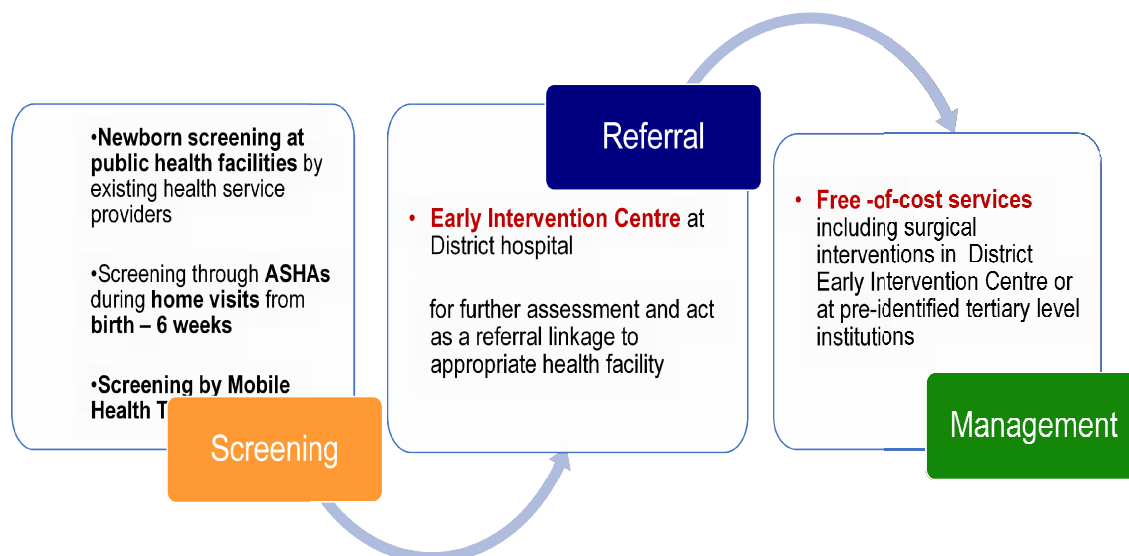 •Newborn screening at
public health facilities by
existing health service
providers
•Screening through ASHAs
during home visits from
birth – 6 weeks
•Screening by Mobile
Health
Screening
Referral
• Early Intervention Centre at
District hospital
for further assessment and act
as a referral linkage to
appropriate health facility
• Free -of-cost services
including surgical
interventions in District
Early Intervention Centre or
at pre-identified tertiary level
institutions
Management